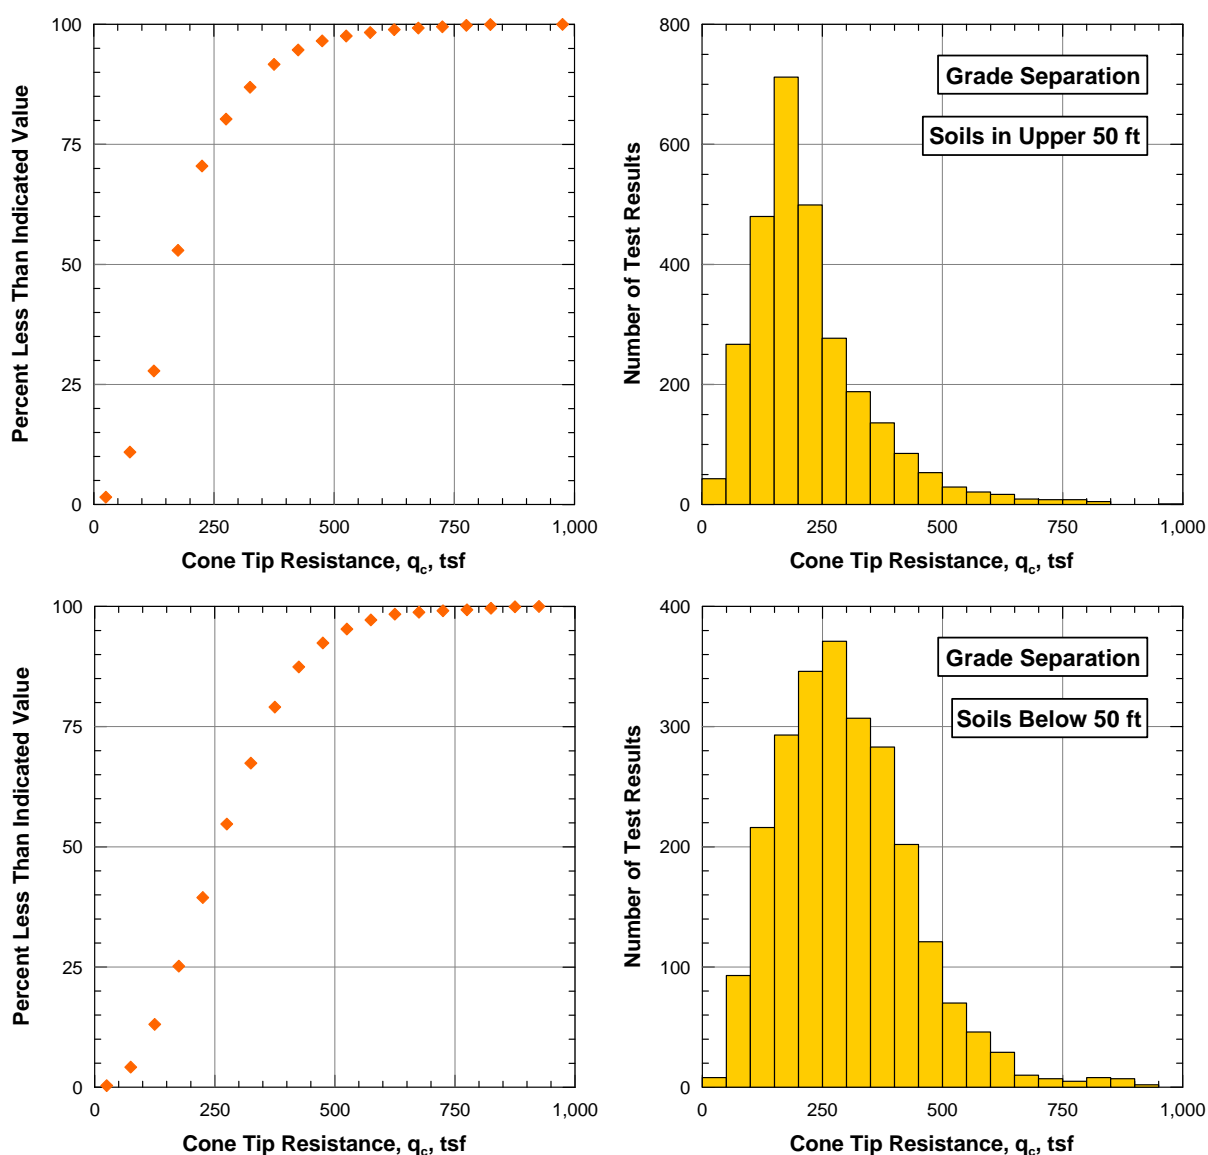 Percent Less Than Indicated Value
100
75
50
25
0
0 250 500 750 1,000
Cone Tip Resistance, qc, tsf
Number of Test Results
800
600
400
200
0
0 250 500 750 1,000
Cone Tip Resistance, qc, tsf
Grade Separation
Soils in Upper 50 ft
Percent Less Than Indicated Value
100
75
50
25
0
0 250 500 750 1,000
Cone Tip Resistance, qc, tsf
Number of Test Results
400
300
200
100
0
0 250 500 750 1,000
Cone Tip Resistance, qc, tsf
Grade Separation
Soils Below 50 ft